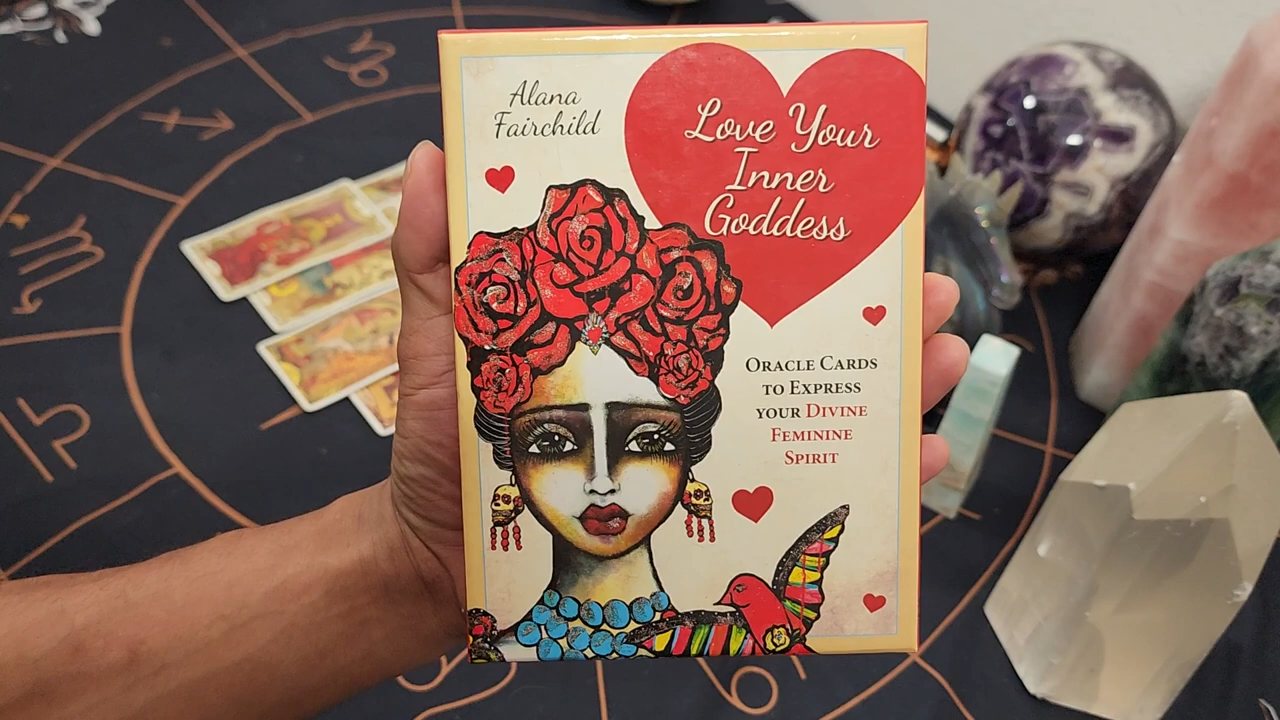 Alana
Fairchild
Love Your
Inner
Goddess
Oracle Cards
to Express
your Divine
Feminine
Spirit